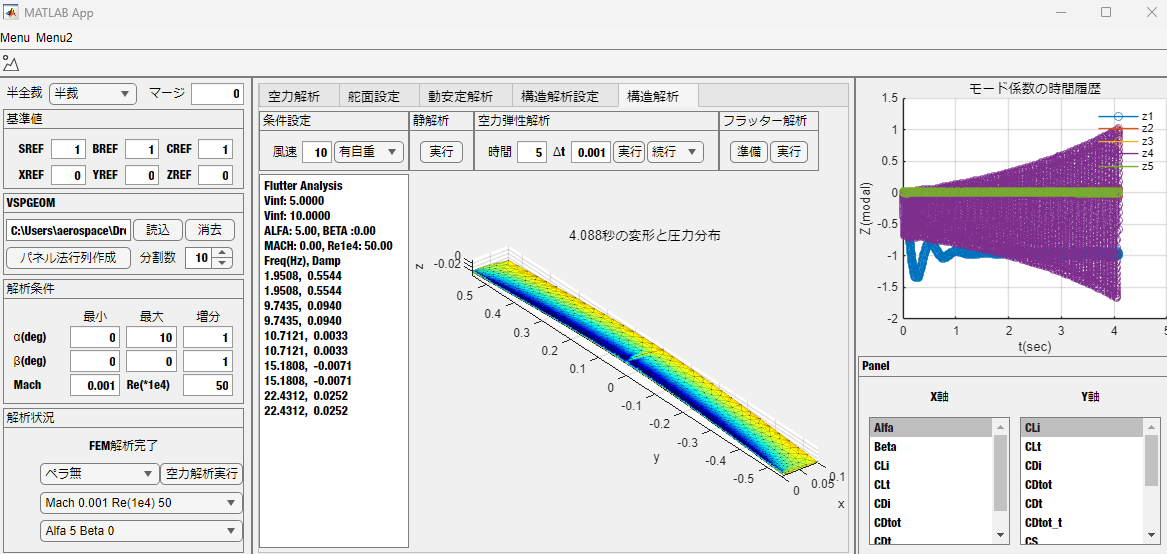 MATLAB App
Menu Menu2
半全裁 半裁 マージ 0
基準値
SREF 1 BREF 1 CREF 1
XREF 0 YREF 0 ZREF 0
VSPGEOM
C:\Users\aerospace\Dr 読込 消去
パネル法行列作成 分割数 10
解析条件
最小 最大 増分
α(deg) 0 10 1
β(deg) 0 0 1
Mach 0.001 Re(*1e4) 50
解析状況
FEM解析完了
ペラ無 空力解析実行
Mach 0.001 Re(1e4) 50
Alfa 5 Beta 0
空力解析 舵面設定 動安定解析 構造解析設定 構造解析
条件設定 静解析 空力弾性解析 フラッター解析
風速 10 有自重 実行 時間 5 Δt 0.001 実行 続行 準備 実行
Flutter Analysis
Vinf: 5.0000
Vinf: 10.0000
ALFA: 5.00, BETA :0.00
MACH: 0.00, Re1e4: 50.00
Freq(Hz), Damp
1.9508, 0.5544
1.9508, 0.5544
9.7435, 0.0940
9.7435, 0.0940
10.7121, 0.0033
10.7121, 0.0033
15.1808, -0.0071
15.1808, -0.0071
22.4312, 0.0252
22.4312, 0.0252
4.088秒の変形と圧力分布
z
0
-0.02
0.5
0.4
0.3
0.2
0.1
0
-0.1
-0.2
-0.3
-0.4
-0.5
y
0
0.05
0.1
x
モード係数の時間履歴
1.5
1
0.5
0
-0.5
-1
-1.5
-2
Z (modal)
0 1 2 3 4 5
t(sec)
z1
z2
z3
z4
z5
Panel
X軸 Y軸
Alfa CLi
Beta CLt
CLi CDi
CLt CDtot
CDi CDt
CDtot CDtot_t
CDt CS